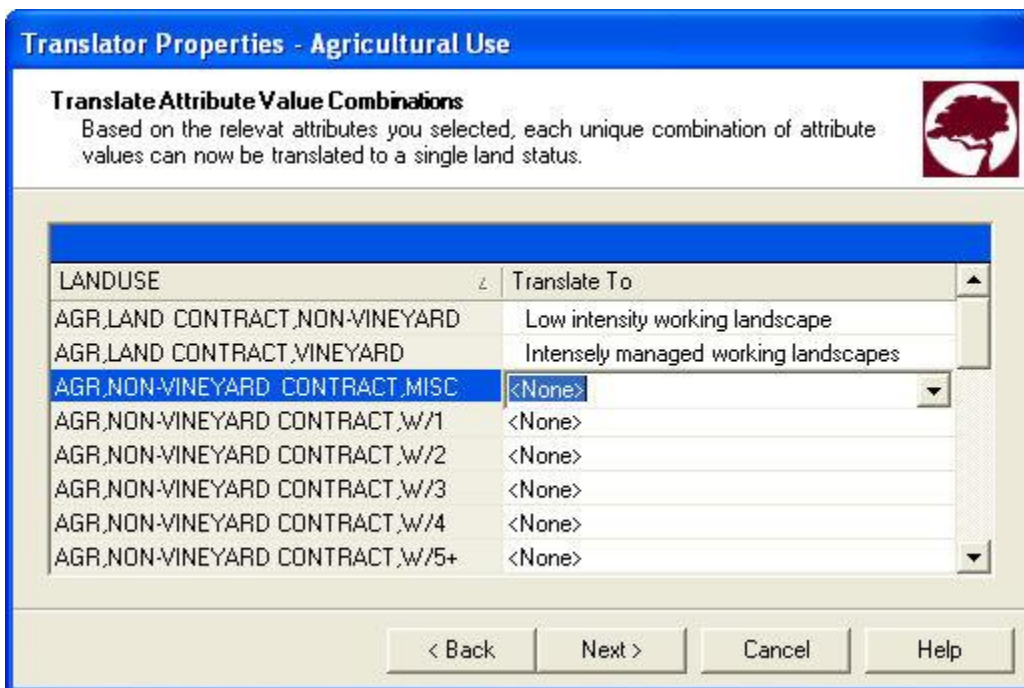 Translator Properties - Agricultural Use
Translate Attribute Value Combinations
Based on the relevat attributes you selected, each unique combination of attribute
values can now be translated to a single land status.
LANDUSE Translate To
AGR,LAND CONTRACT,NON-VINEYARD Low intensity working landscape
AGR,LAND CONTRACT,VINEYARD Intensely managed working landscapes
AGR,NON-VINEYARD CONTRACT,MISC <None>
AGR,NON-VINEYARD CONTRACT,W/1 <None>
AGR,NON-VINEYARD CONTRACT,W/2 <None>
AGR,NON-VINEYARD CONTRACT,W/3 <None>
AGR,NON-VINEYARD CONTRACT,W/4 <None>
AGR,NON-VINEYARD CONTRACT,W/5+ <None>
< Back Next > Cancel Help